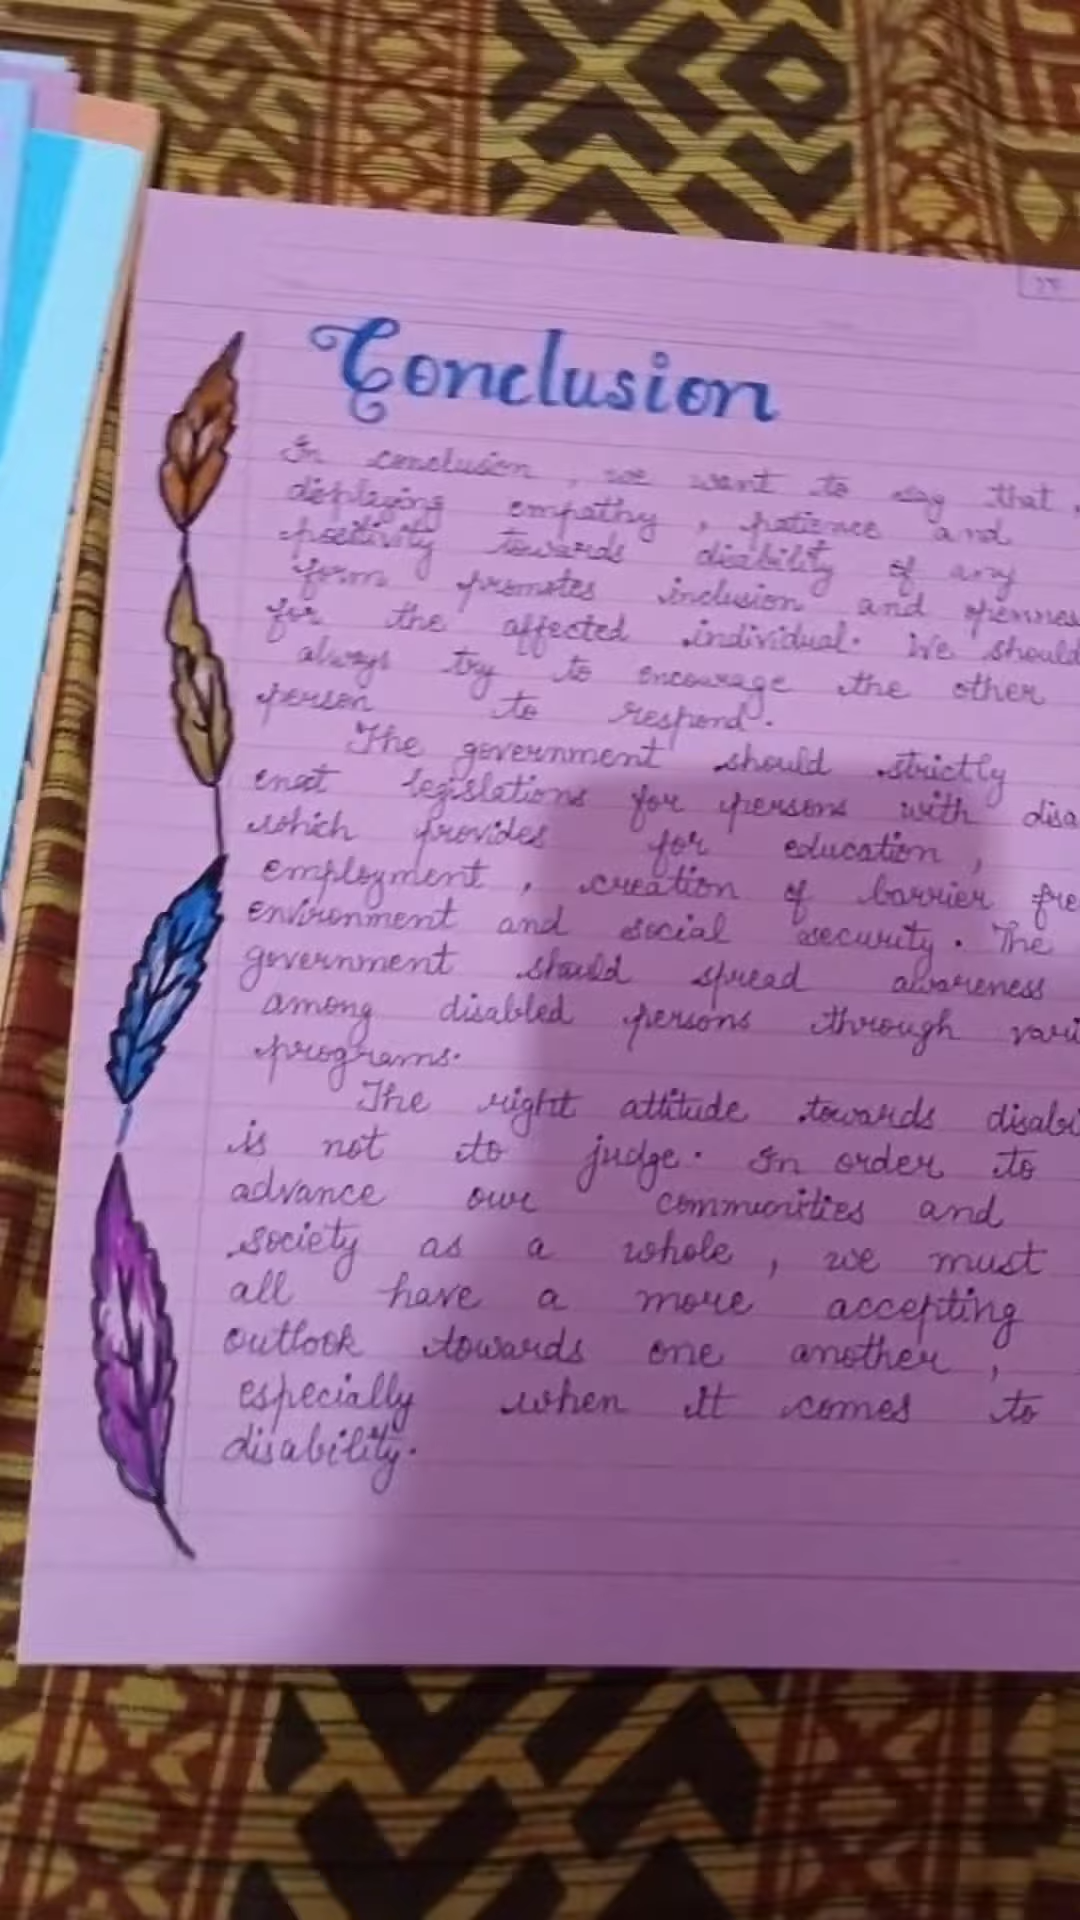 Conclusion
In conclusion, we want to say that,
displaying empathy, patience and
positivity towards disability of any
form promotes inclusion and opennes
for the affected individual. We should
always try to encourage the other
person to respond.
The government should strictly
enact legislations for persons with disa
which provides for education,
employment, creation of barrier fre
environment and social security. The
government should spread awareness
among disabled persons through vari
programs.
The right attitude towards disabi
is not to judge. In order to
advance our communities and
society as a whole, we must
all have a more accepting
outlook towards one another,
especially when it comes to
disability.